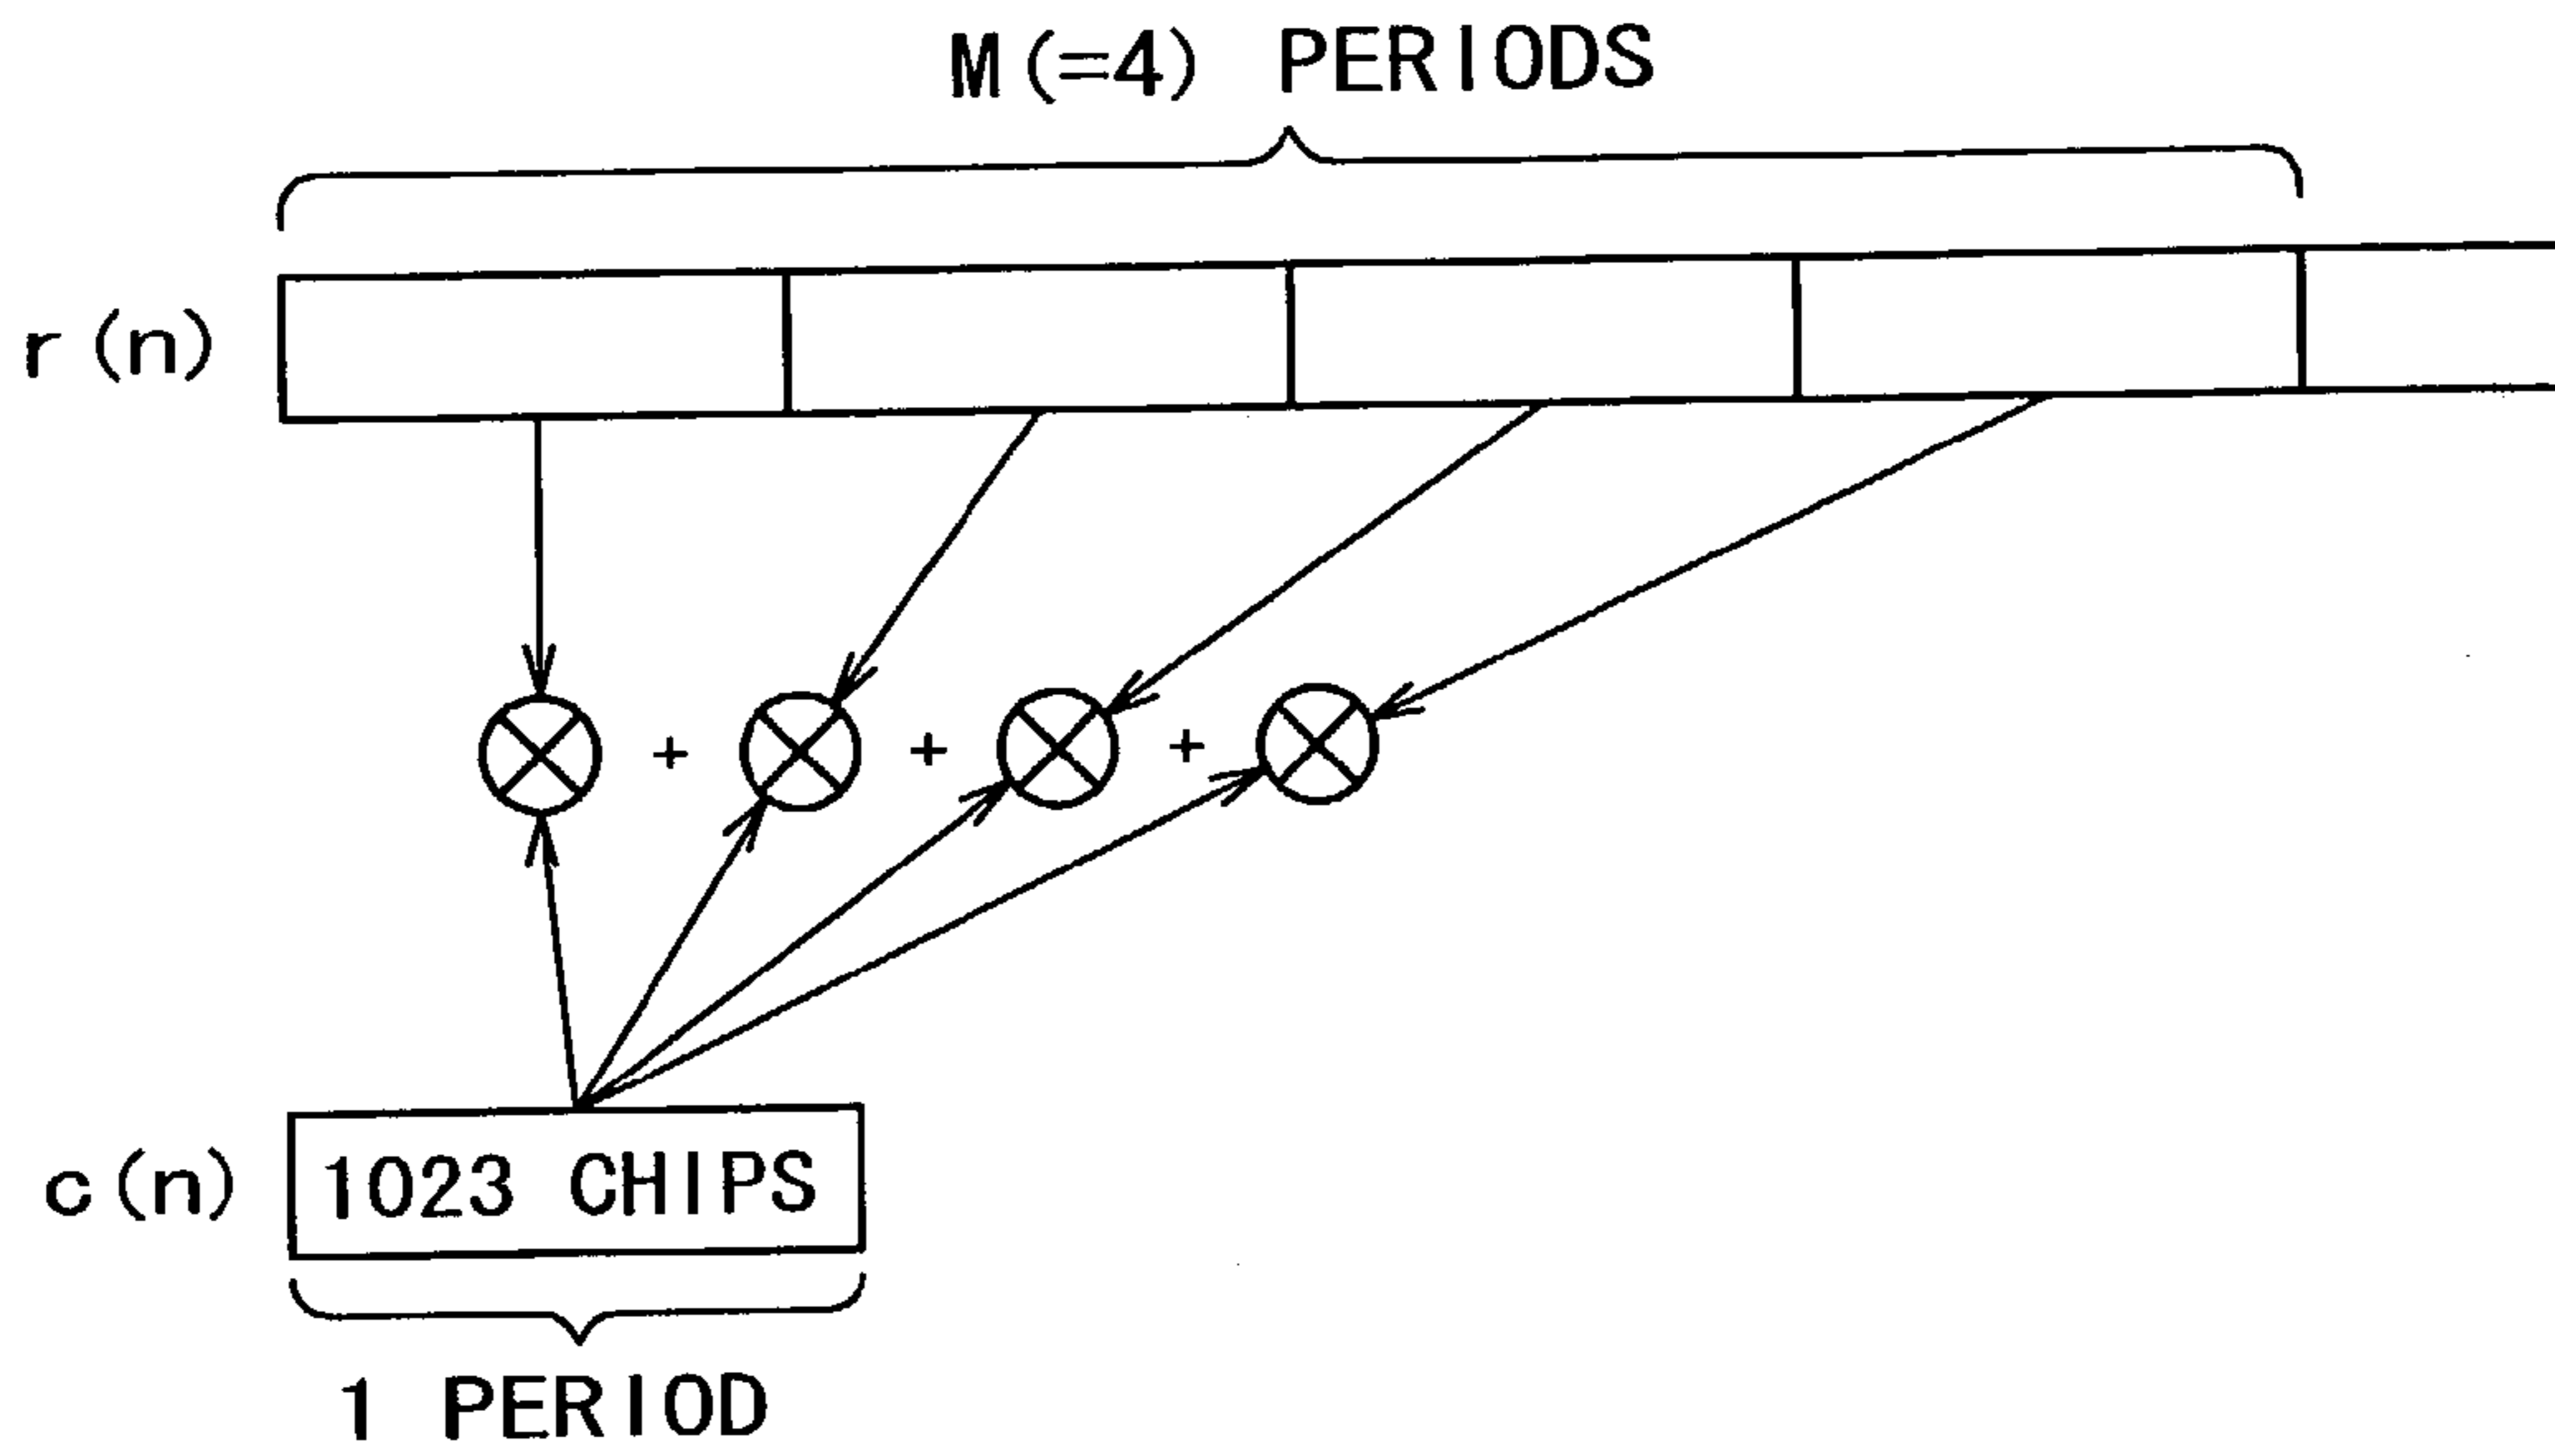 M(=4) PERIODS
r(n)
+ + +
c(n) 1023 CHIPS
1 PERIOD